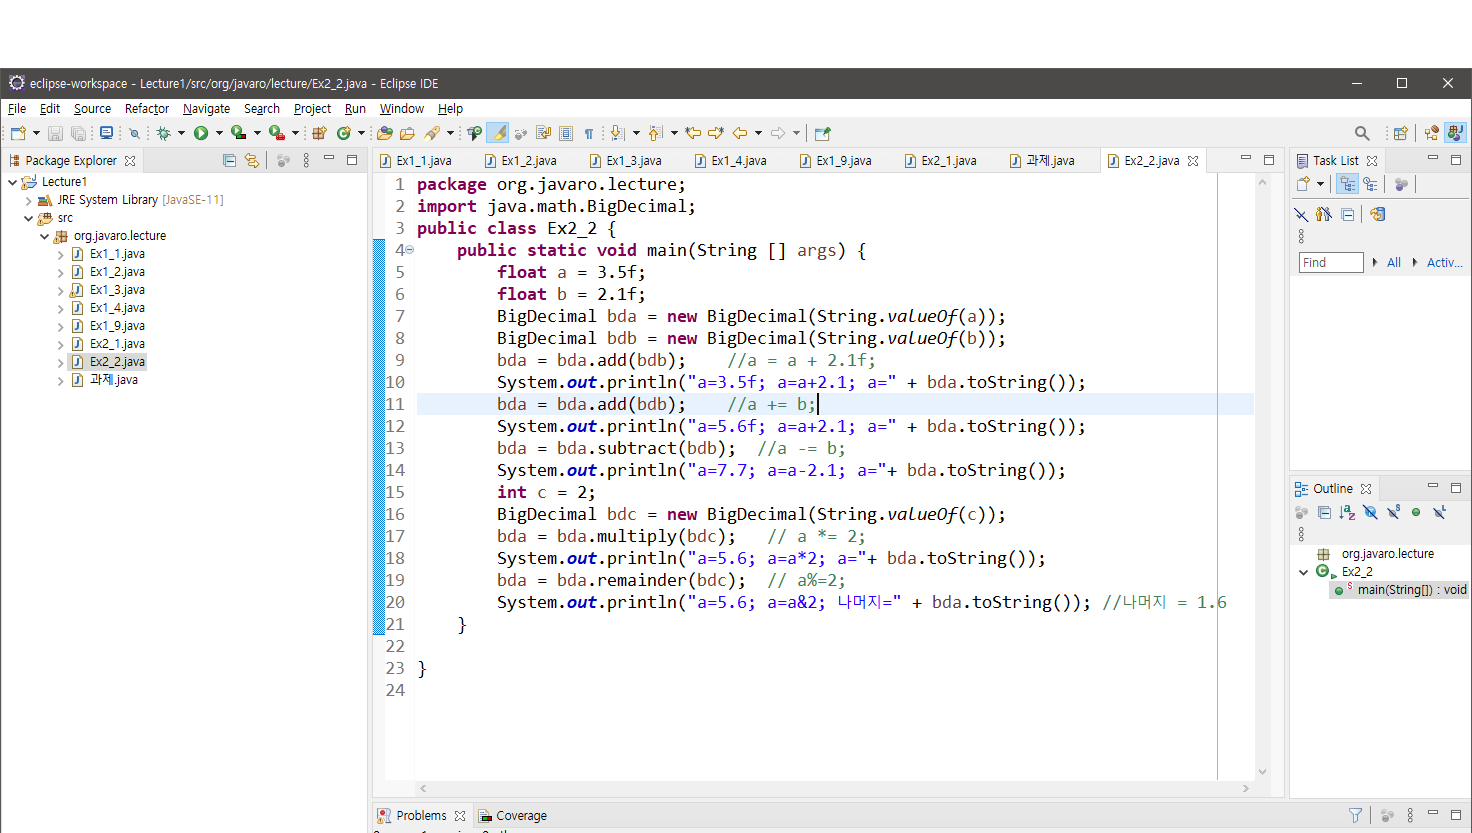 eclipse-workspace - Lecture1/src/org/javaro/lecture/Ex2_2.java - Eclipse IDE
File Edit Source Refactor Navigate Search Project Run Window Help
Package Explorer
Lecture1
JRE System Library [JavaSE-11]
src
org.javaro.lecture
Ex1_1.java
Ex1_2.java
Ex1_3.java
Ex1_4.java
Ex1_9.java
Ex2_1.java
Ex2_2.java
과제.java
Ex1_1.java Ex1_2.java Ex1_3.java Ex1_4.java Ex1_9.java Ex2_1.java 과제.java Ex2_2.java
1 package org.javaro.lecture;
2 import java.math.BigDecimal;
3 public class Ex2_2 {
4 public static void main(String [] args) {
5 float a = 3.5f;
6 float b = 2.1f;
7 BigDecimal bda = new BigDecimal(String.valueOf(a));
8 BigDecimal bdb = new BigDecimal(String.valueOf(b));
9 bda = bda.add(bdb); //a = a + 2.1f;
10 System.out.println("a=3.5f; a=a+2.1; a=" + bda.toString());
11 bda = bda.add(bdb); //a += b;
12 System.out.println("a=5.6f; a=a+2.1; a=" + bda.toString());
13 bda = bda.subtract(bdb); //a -= b;
14 System.out.println("a=7.7; a=a-2.1; a="+ bda.toString());
15 int c = 2;
16 BigDecimal bdc = new BigDecimal(String.valueOf(c));
17 bda = bda.multiply(bdc); // a *= 2;
18 System.out.println("a=5.6; a=a*2; a="+ bda.toString());
19 bda = bda.remainder(bdc); // a%=2;
20 System.out.println("a=5.6; a=a&2; 나머지=" + bda.toString()); //나머지 = 1.6
21 }
22
23 }
24
Task List
Find All Activ...
Outline
org.javaro.lecture
Ex2_2
main(String[]) : void
Problems Coverage